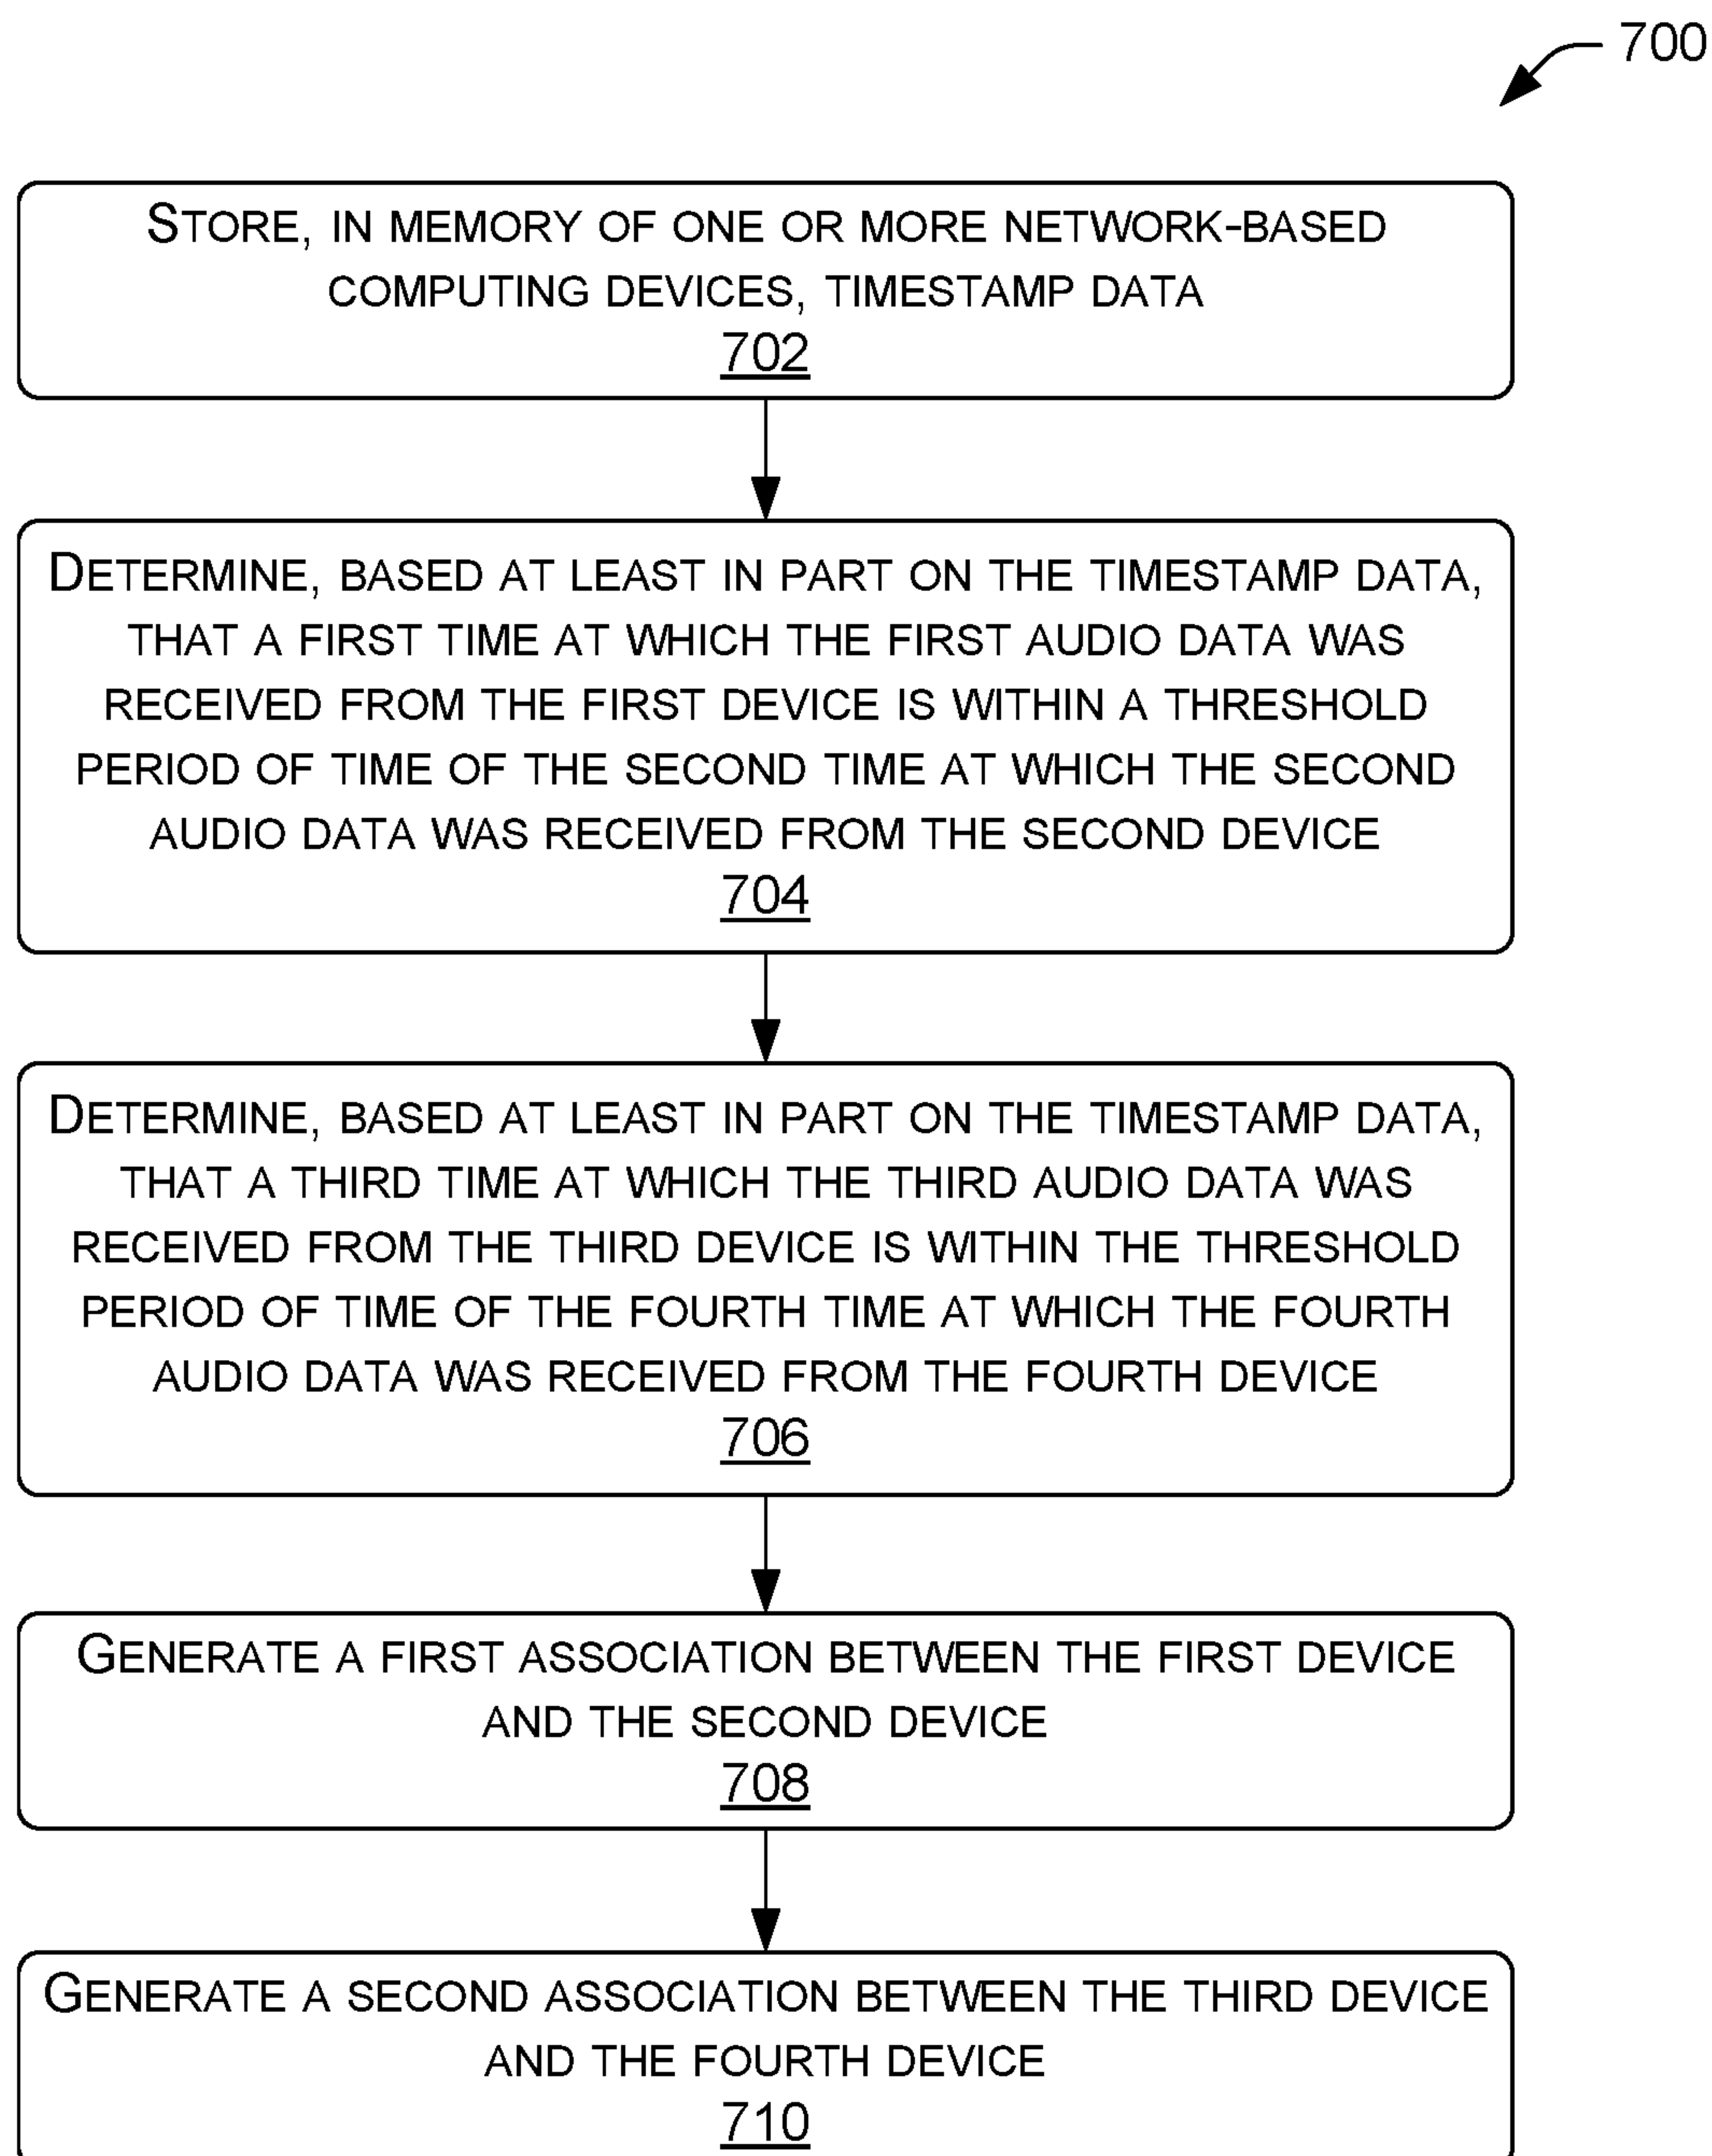 700
STORE, IN MEMORY OF ONE OR MORE NETWORK-BASED
COMPUTING DEVICES, TIMESTAMP DATA
702
DETERMINE, BASED AT LEAST IN PART ON THE TIMESTAMP DATA,
THAT A FIRST TIME AT WHICH THE FIRST AUDIO DATA WAS
RECEIVED FROM THE FIRST DEVICE IS WITHIN A THRESHOLD
PERIOD OF TIME OF THE SECOND TIME AT WHICH THE SECOND
AUDIO DATA WAS RECEIVED FROM THE SECOND DEVICE
704
DETERMINE, BASED AT LEAST IN PART ON THE TIMESTAMP DATA,
THAT A THIRD TIME AT WHICH THE THIRD AUDIO DATA WAS
RECEIVED FROM THE THIRD DEVICE IS WITHIN THE THRESHOLD
PERIOD OF TIME OF THE FOURTH TIME AT WHICH THE FOURTH
AUDIO DATA WAS RECEIVED FROM THE FOURTH DEVICE
706
GENERATE A FIRST ASSOCIATION BETWEEN THE FIRST DEVICE
AND THE SECOND DEVICE
708
GENERATE A SECOND ASSOCIATION BETWEEN THE THIRD DEVICE
AND THE FOURTH DEVICE
710